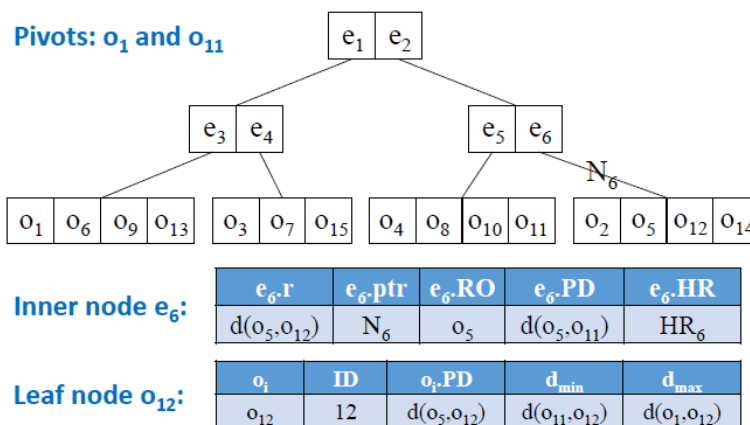 Pivots: o₁ and o₁₁
e₁ e₂
e₃ e₄ e₅ e₆
N₆
o₁ o₆ o₉ o₁₃ o₃ o₇ o₁₅ o₄ o₈ o₁₀ o₁₁ o₂ o₅ o₁₂ o₁₄
e₆.r e₆.ptr e₆.RO e₆.PD e₆.HR
Inner node e₆: d(o₅,o₁₂) N₆ o₅ d(o₅,o₁₁) HR₆
oᵢ ID oᵢ.PD dₘᵢₙ dₘₐₓ
Leaf node o₁₂: o₁₂ 12 d(o₅,o₁₂) d(o₁₁,o₁₂) d(o₁,o₁₂)